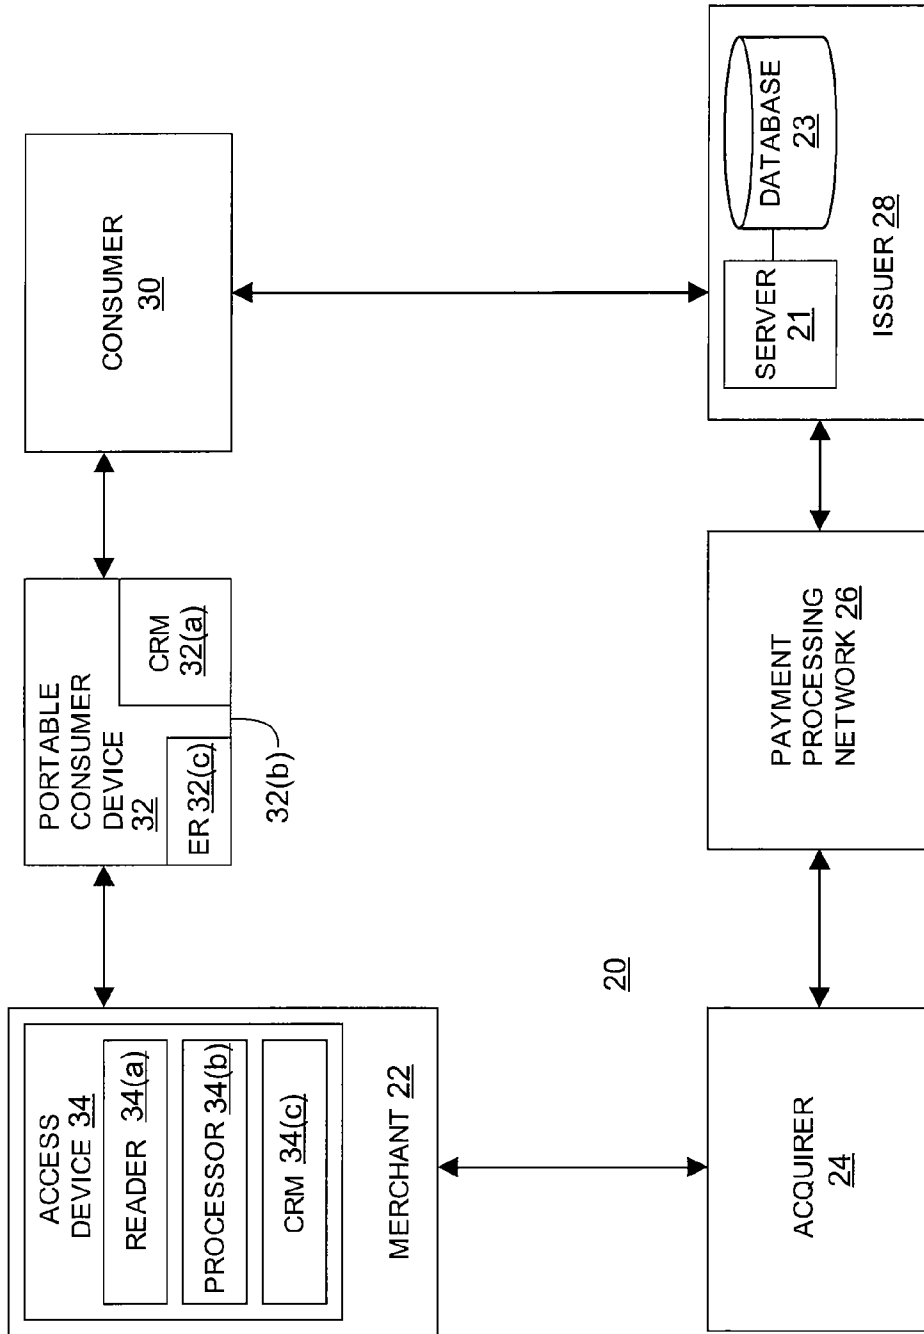 ACCESS
DEVICE 34
READER 34(a)
PROCESSOR 34(b)
CRM 34(c)
MERCHANT 22
PORTABLE
CONSUMER
DEVICE
32
CRM
32(a)
ER 32(c)
32(b)
CONSUMER
30
20
ACQUIRER
24
PAYMENT
PROCESSING
NETWORK 26
SERVER
21
DATABASE
23
ISSUER 28